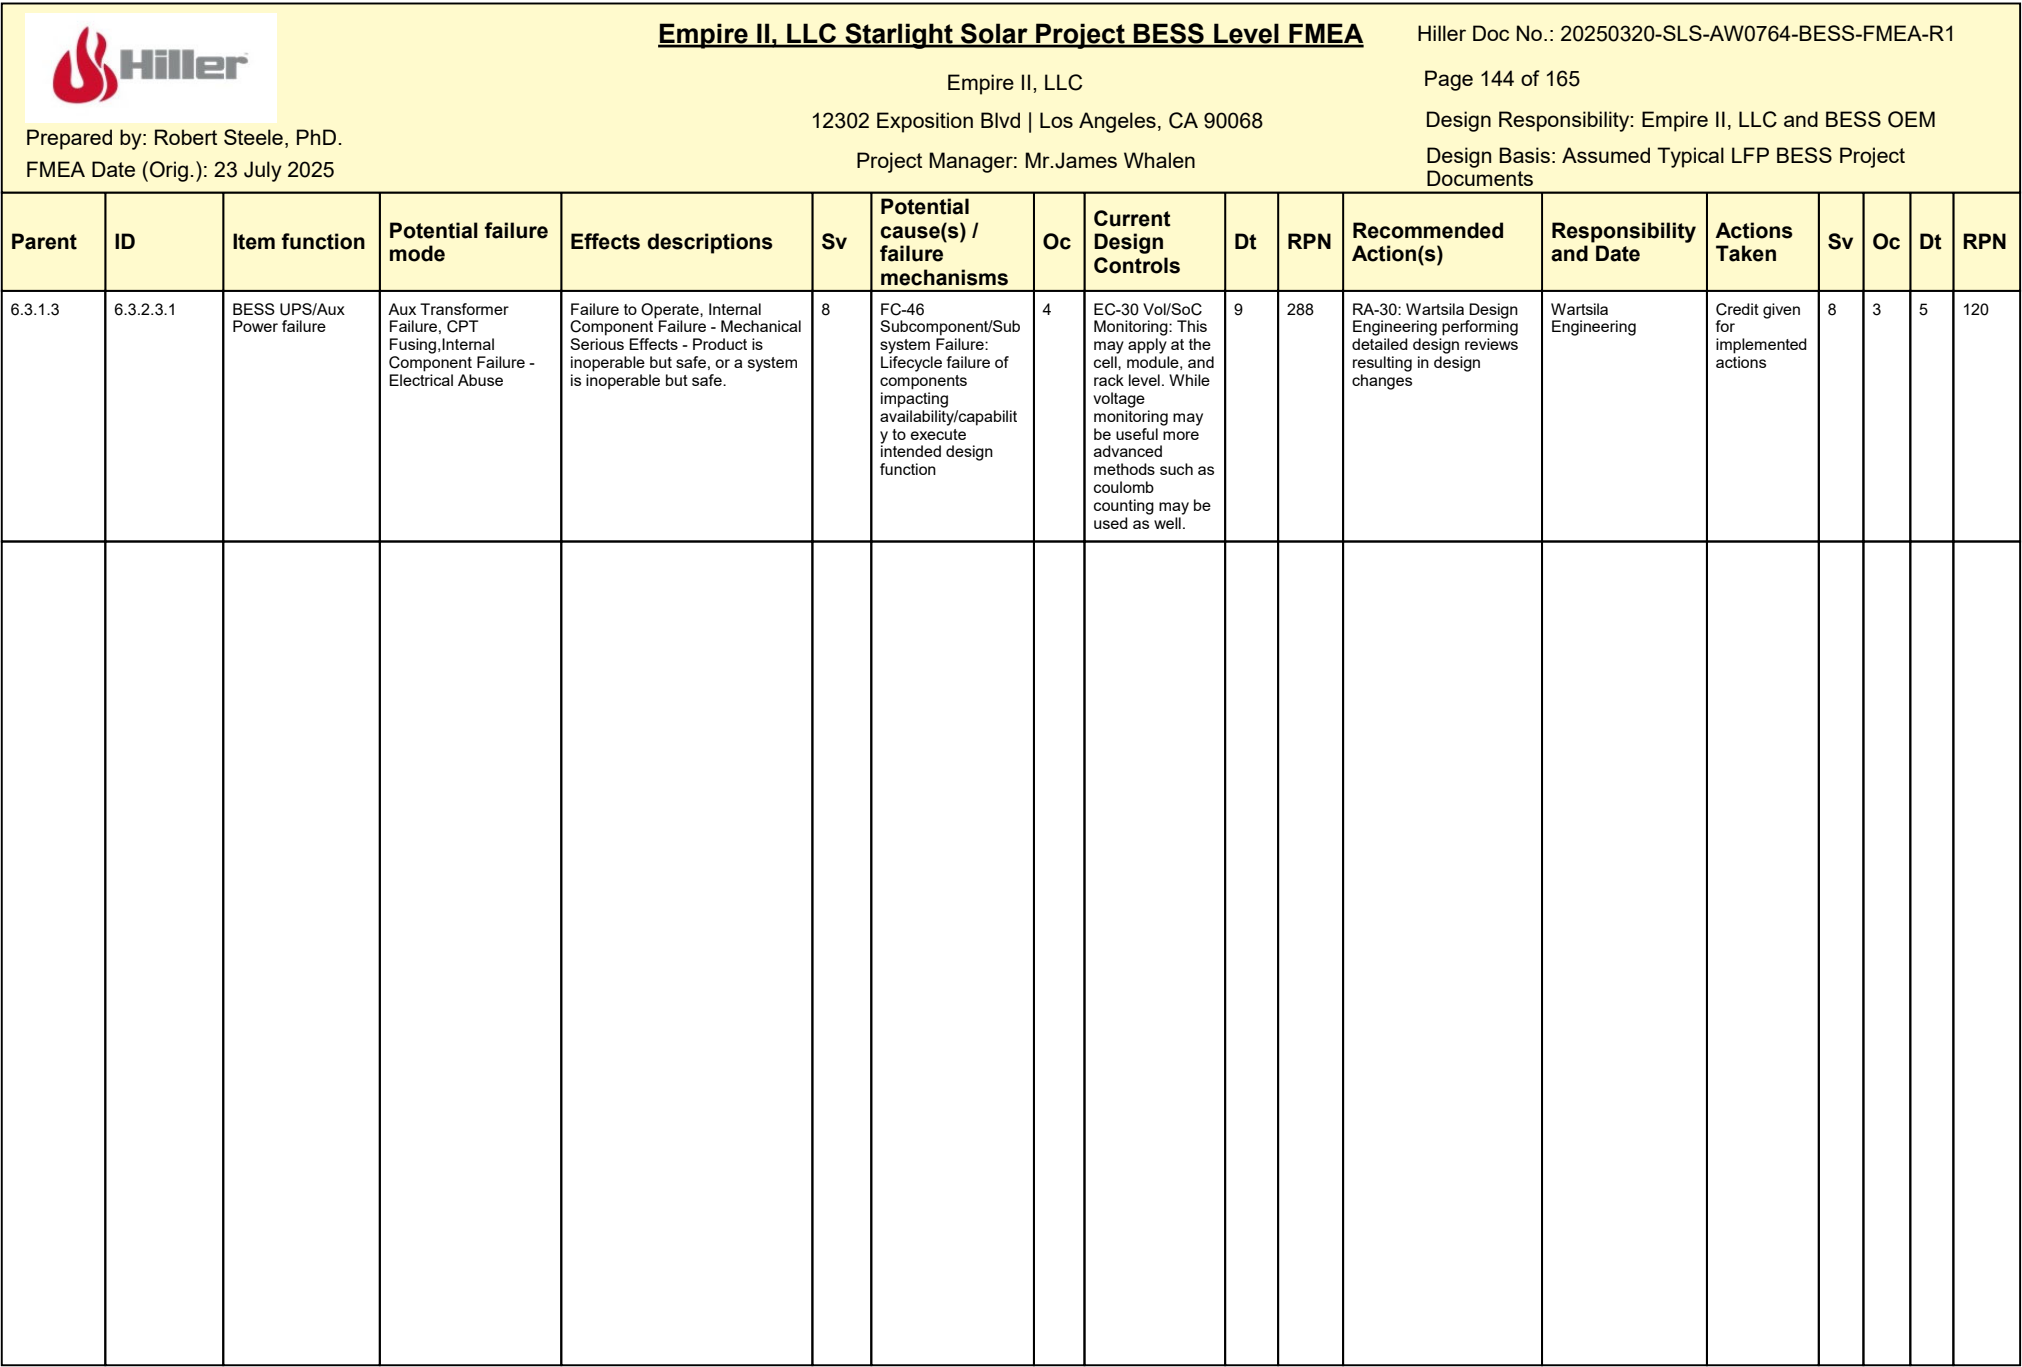 Hiller
Prepared by: Robert Steele, PhD.
FMEA Date (Orig.): 23 July 2025
Empire II, LLC Starlight Solar Project BESS Level FMEA
Empire II, LLC
12302 Exposition Blvd | Los Angeles, CA 90068
Project Manager: Mr.James Whalen
Hiller Doc No.: 20250320-SLS-AW0764-BESS-FMEA-R1
Page 144 of 165
Design Responsibility: Empire II, LLC and BESS OEM
Design Basis: Assumed Typical LFP BESS Project
Documents
Parent
ID
Item function
Potential failure
mode
Effects descriptions
Sv
Potential
cause(s) /
failure
mechanisms
Oc
Current
Design
Controls
Dt
RPN
Recommended
Action(s)
Responsibility
and Date
Actions
Taken
Sv
Oc
Dt
RPN
6.3.1.3
6.3.2.3.1
BESS UPS/Aux
Power failure
Aux Transformer
Failure, CPT
Fusing,Internal
Component Failure -
Electrical Abuse
Failure to Operate, Internal
Component Failure - Mechanical
Serious Effects - Product is
inoperable but safe, or a system
is inoperable but safe.
8
FC-46
Subcomponent/Sub
system Failure:
Lifecycle failure of
components
impacting
availability/capabilit
y to execute
intended design
function
4
EC-30 Vol/SoC
Monitoring: This
may apply at the
cell, module, and
rack level. While
voltage
monitoring may
be useful more
advanced
methods such as
coulomb
counting may be
used as well.
9
288
RA-30: Wartsila Design
Engineering performing
detailed design reviews
resulting in design
changes
Wartsila
Engineering
Credit given
for
implemented
actions
8
3
5
120